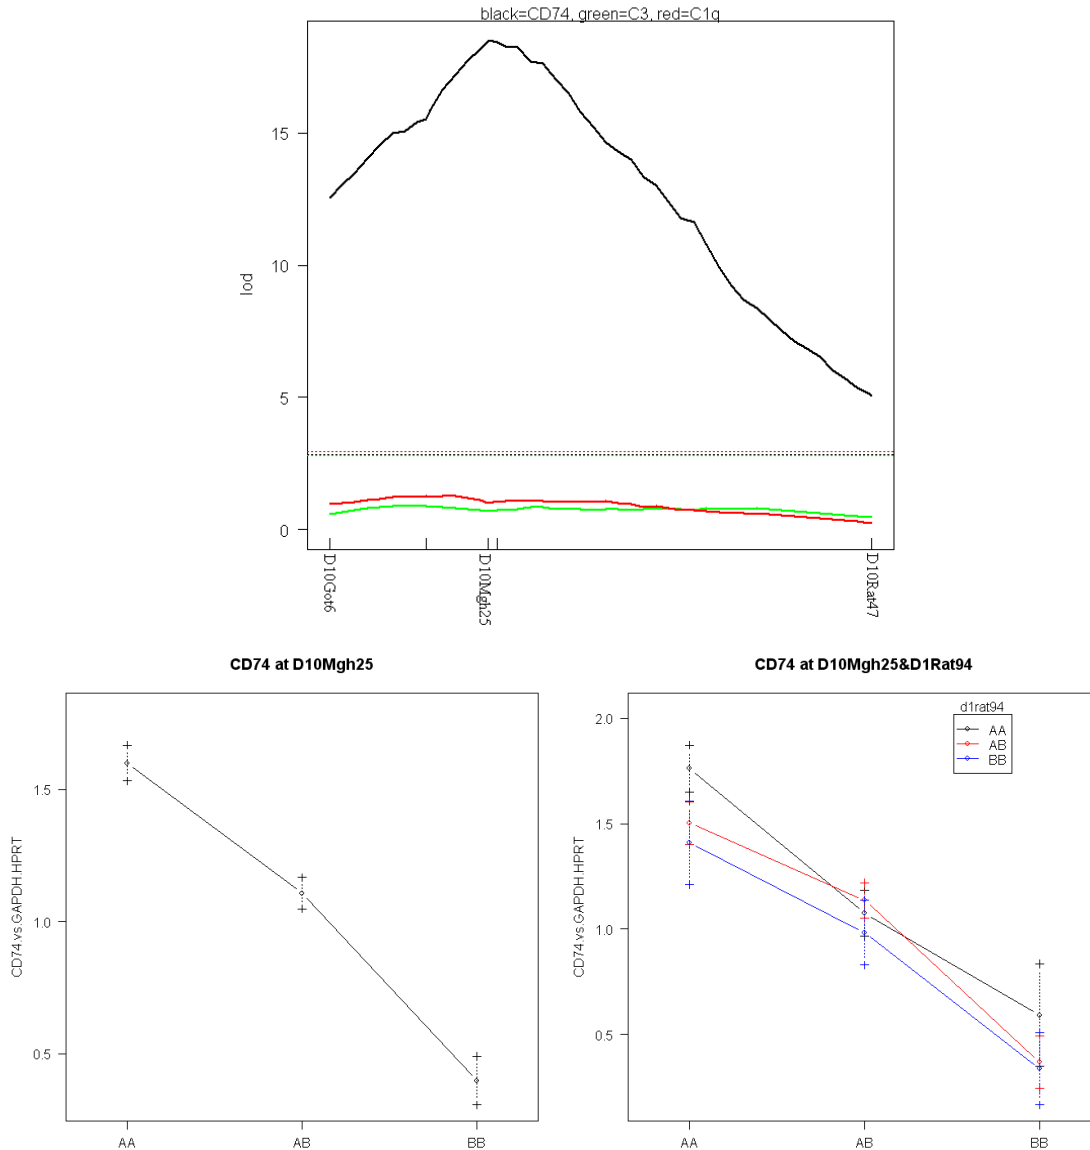 black=CD74, green=C3, red=C1q
15
10
5
0
lod
D10Got6
D10Mgh25
D10Rat47
CD74 at D10Mgh25
1.5
1.0
0.5
CD74.vs.GAPDH.HPRT
AA AB BB
CD74 at D10Mgh25&D1Rat94
d1rat94
AA
AB
BB
2.0
1.5
1.0
0.5
CD74.vs.GAPDH.HPRT
AA AB BB